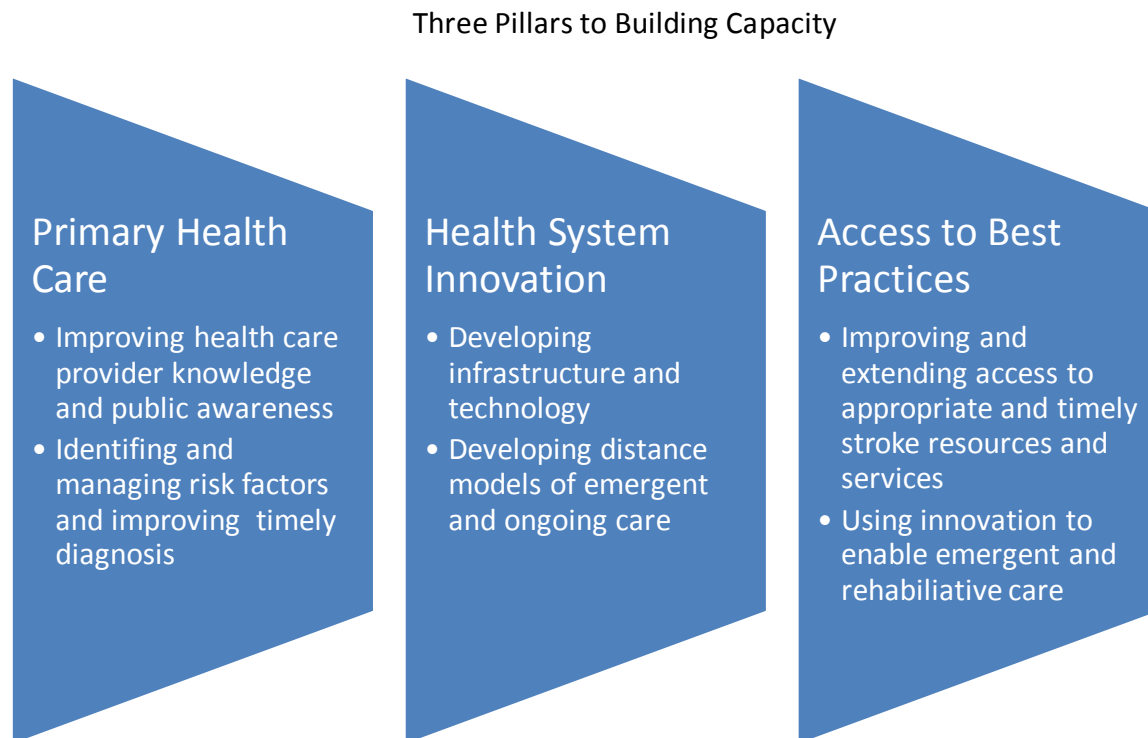 Three Pillars to Building Capacity
Primary Health
Care
• Improving health care
provider knowledge
and public awareness
• Identifing and
managing risk factors
and improving timely
diagnosis
Health System
Innovation
• Developing
infrastructure and
technology
• Developing distance
models of emergent
and ongoing care
Access to Best
Practices
• Improving and
extending access to
appropriate and timely
stroke resources and
services
• Using innovation to
enable emergent and
rehabiliative care